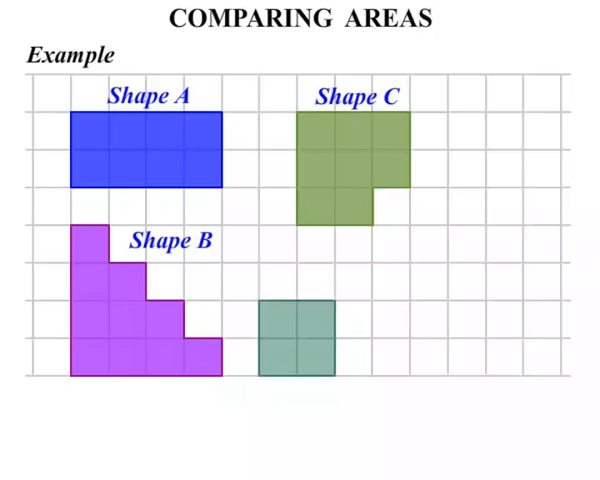 COMPARING AREAS
Example
Shape A
Shape C
Shape B